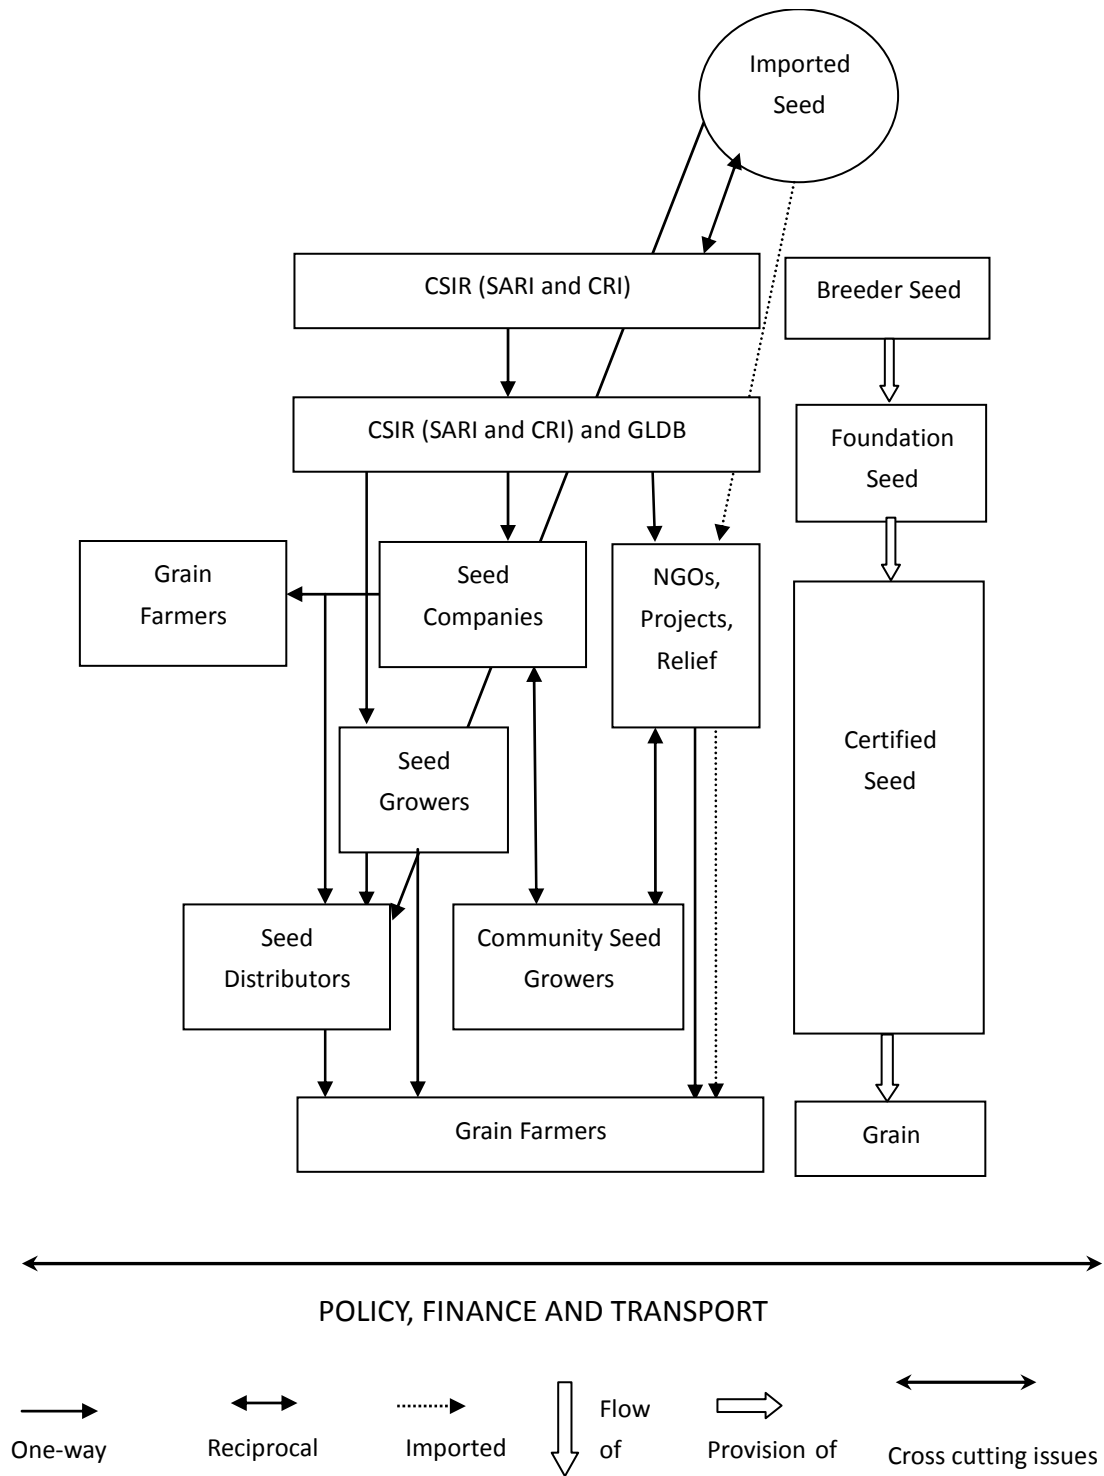 Imported
Seed
CSIR (SARI and CRI)
Breeder Seed
CSIR (SARI and CRI) and GLDB
Foundation
Seed
Grain
Farmers
Seed
Companies
NGOs,
Projects,
Relief
Certified
Seed
Seed
Growers
Seed
Distributors
Community Seed
Growers
Grain Farmers
Grain
POLICY, FINANCE AND TRANSPORT
One-way
Reciprocal
Imported
Flow
of
Provision of
Cross cutting issues